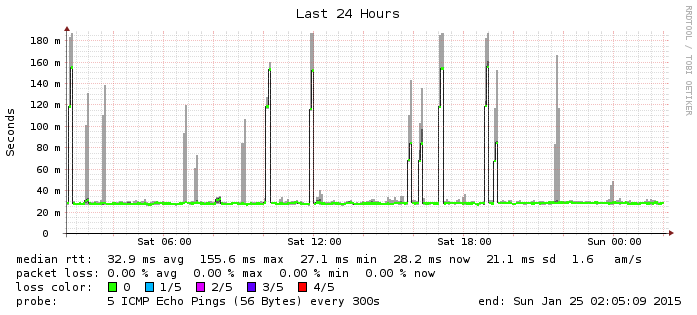 Last 24 Hours
RRDTOOL / TOBI OETIKER
Seconds
180 m
160 m
140 m
120 m
100 m
80 m
60 m
40 m
20 m
0
Sat 06:00 Sat 12:00 Sat 18:00 Sun 00:00
median rtt: 32.9 ms avg 155.6 ms max 27.1 ms min 28.2 ms now 21.1 ms sd 1.6 am/s
packet loss: 0.00 % avg 0.00 % max 0.00 % min 0.00 % now
loss color: 0 1/5 2/5 3/5 4/5
probe: 5 ICMP Echo Pings (56 Bytes) every 300s end: Sun Jan 25 02:05:09 2015